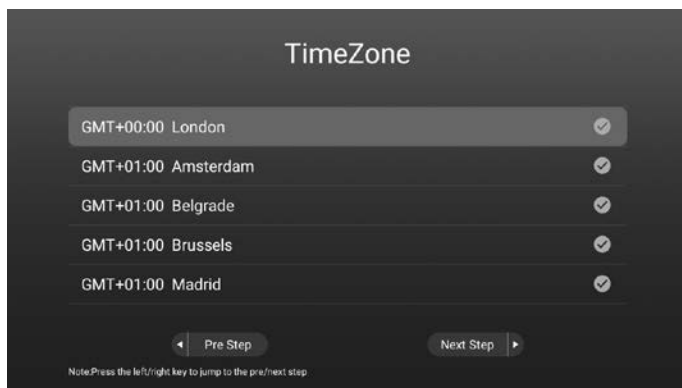 TimeZone
GMT+00:00 London
GMT+01:00 Amsterdam
GMT+01:00 Belgrade
GMT+01:00 Brussels
GMT+01:00 Madrid
Pre Step
Next Step
Note:Press the left/right key to jump to the pre/next step